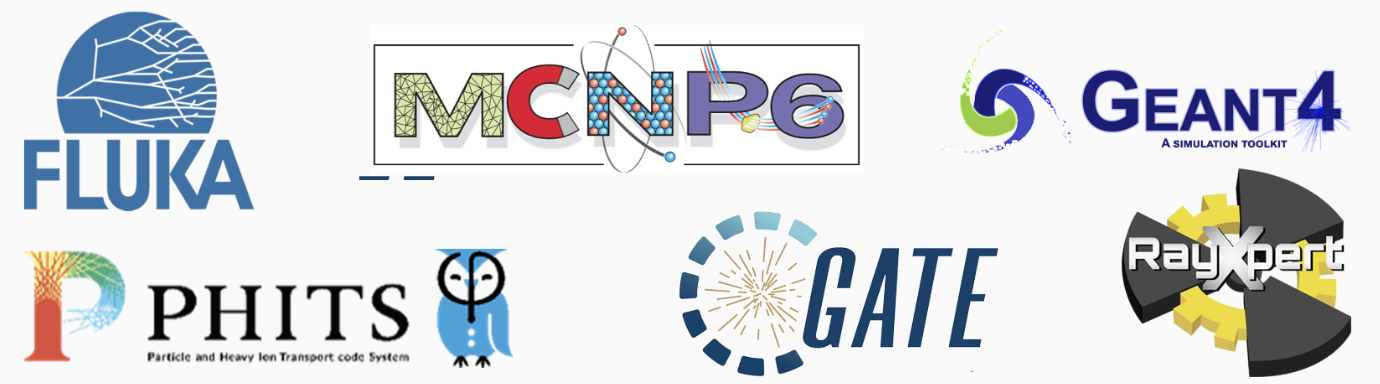 FLUKA
MCNP6
GEANT4
A SIMULATION TOOLKIT
PHITS
Particle and Heavy Ion Transport code System
GATE
RayXpert